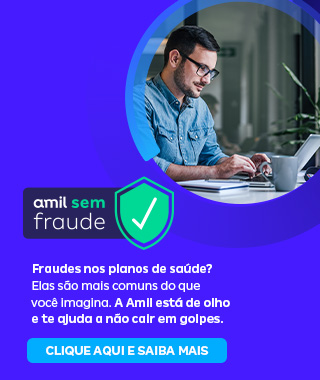 amil sem
fraude
Fraudes nos planos de saúde?
Elas são mais comuns do que
você imagina. A Amil está de olho
e te ajuda a não cair em golpes.
CLIQUE AQUI E SAIBA MAIS